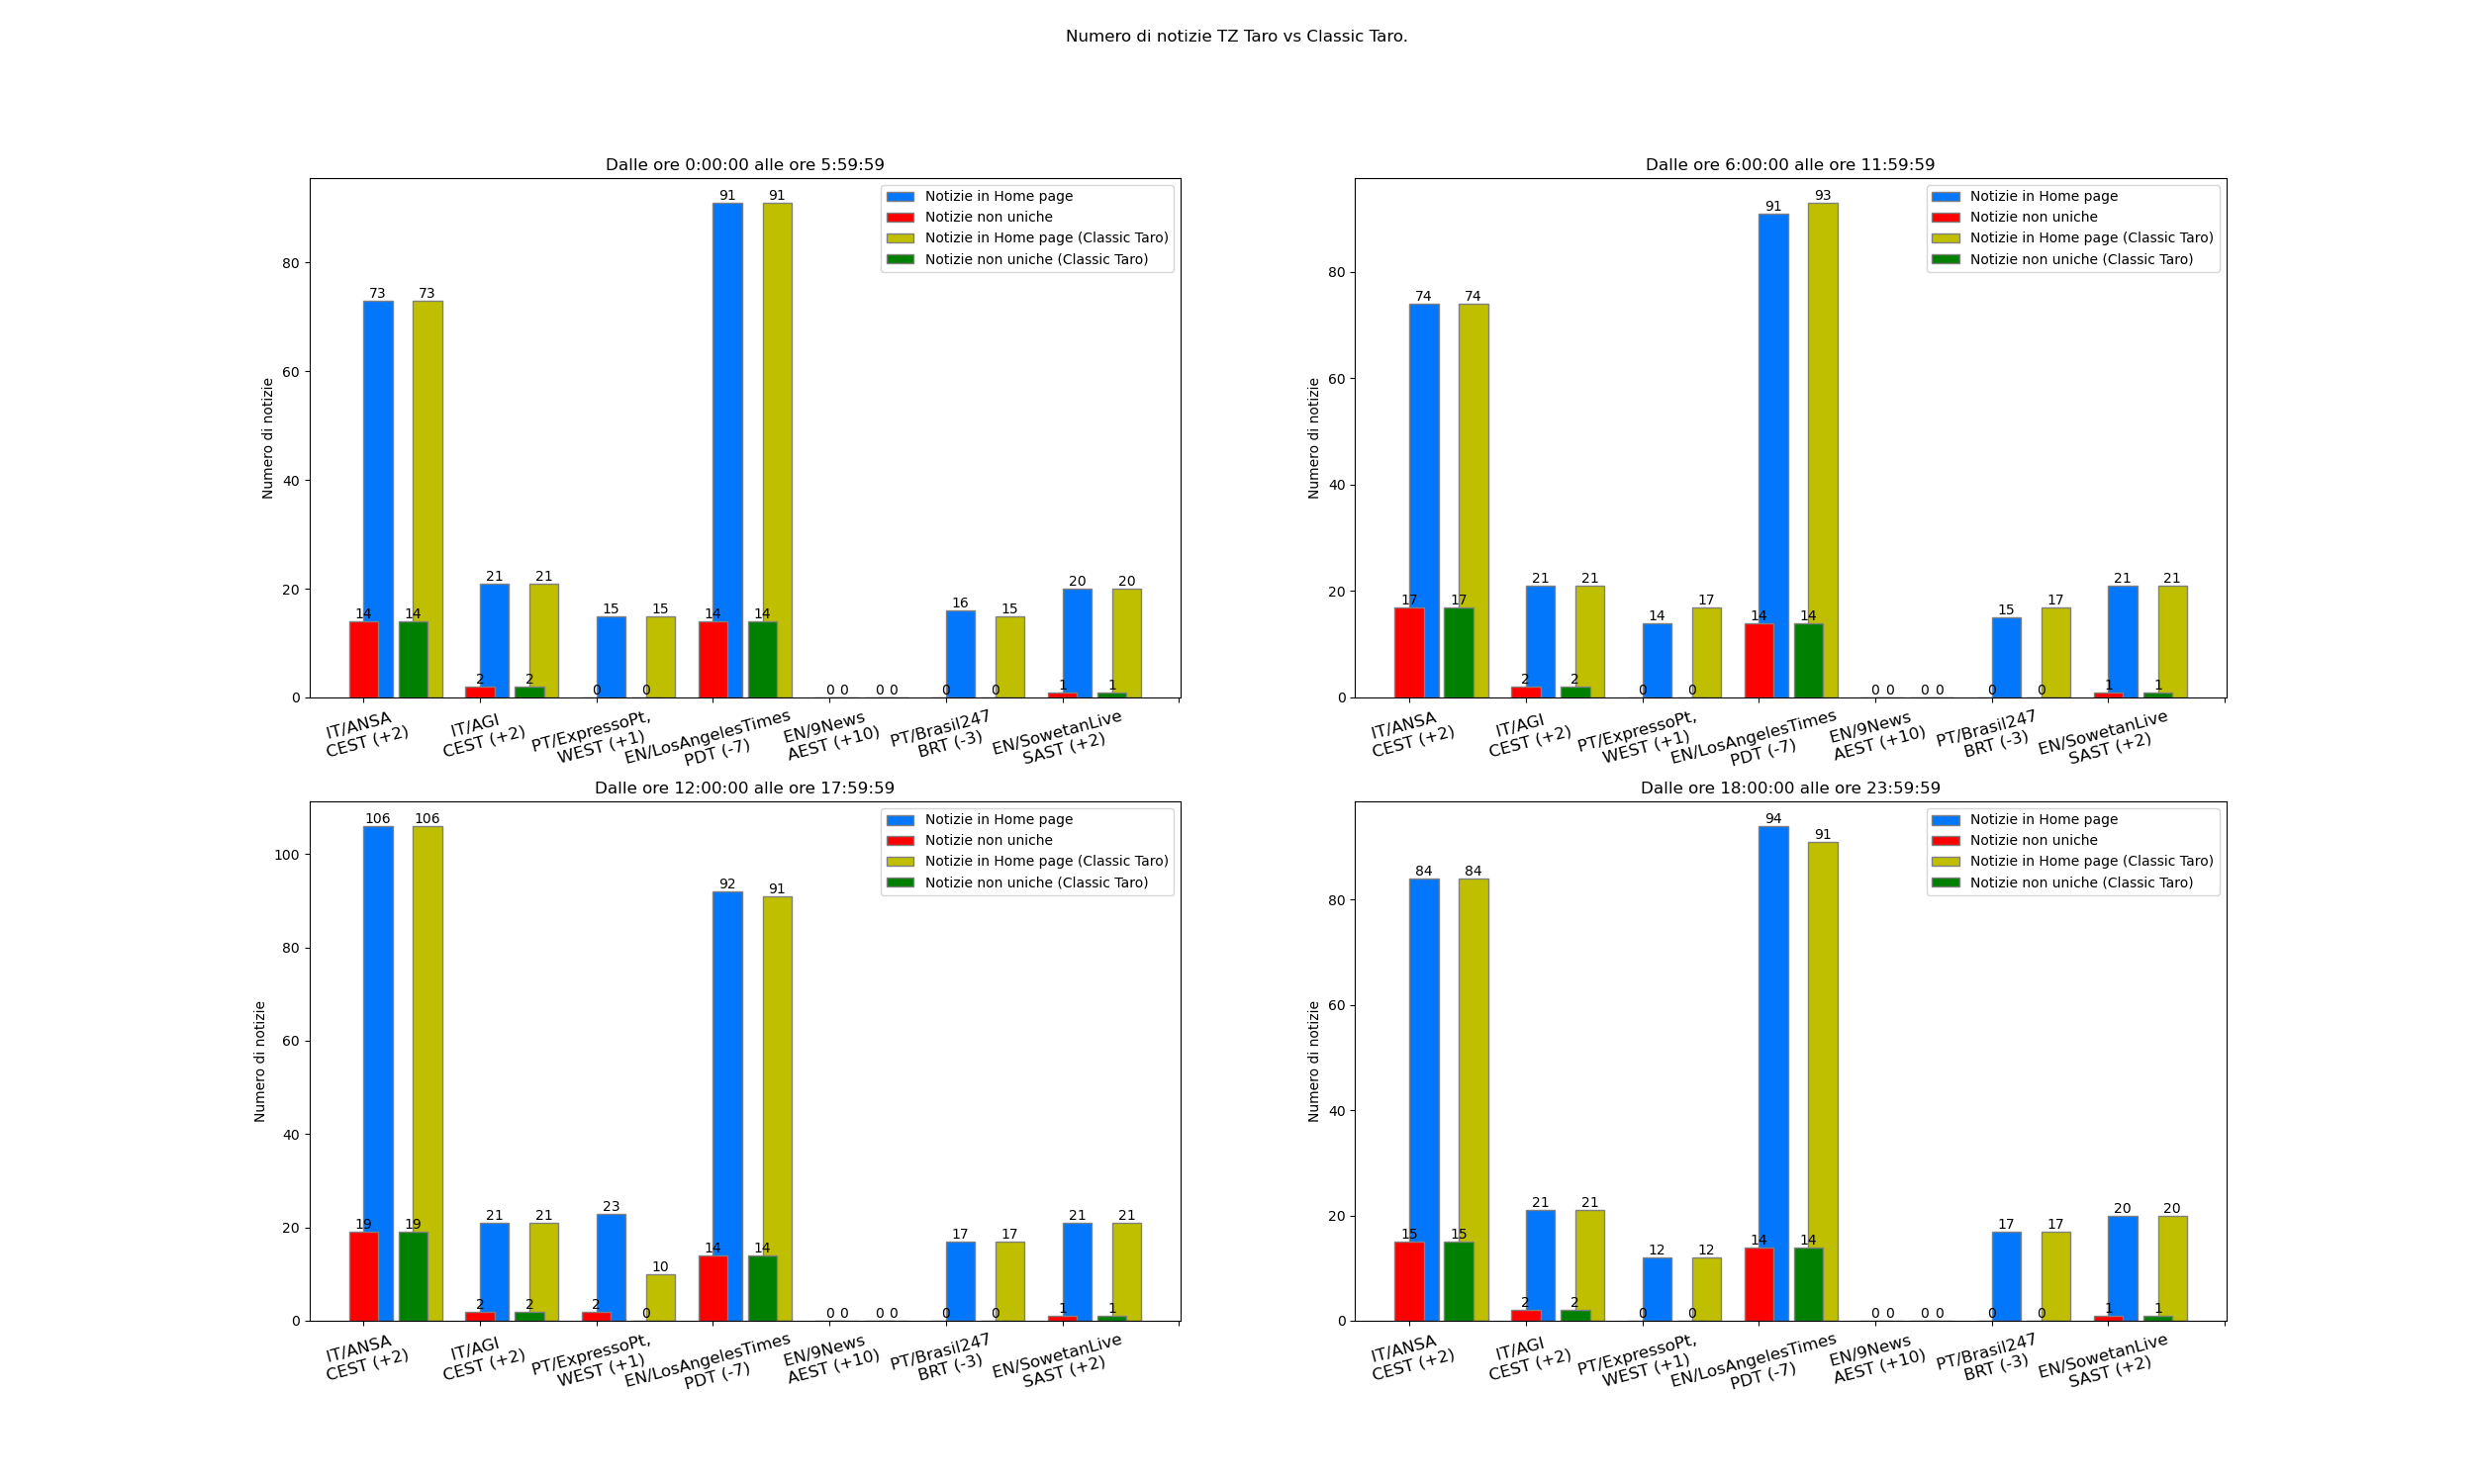 Numero di notizie TZ Taro vs Classic Taro.
Dalle ore 0:00:00 alle ore 5:59:59
Numero di notizie
80
60
40
20
0
Notizie in Home page
Notizie non uniche
Notizie in Home page (Classic Taro)
Notizie non uniche (Classic Taro)
14 73 14 73
2 21 2 21
0 15 0 15
14 91 14 91
0 0 0 0
0 16 0 15
1 20 1 20
IT/ANSA
CEST (+2)
IT/AGI
CEST (+2)
PT/ExpressoPt,
WEST (+1)
EN/LosAngelesTimes
PDT (-7)
EN/9News
AEST (+10)
PT/Brasil247
BRT (-3)
EN/SowetanLive
SAST (+2)
Dalle ore 6:00:00 alle ore 11:59:59
Numero di notizie
80
60
40
20
0
Notizie in Home page
Notizie non uniche
Notizie in Home page (Classic Taro)
Notizie non uniche (Classic Taro)
17 74 17 74
2 21 2 21
0 14 0 17
14 91 14 93
0 0 0 0
0 15 0 17
1 21 1 21
IT/ANSA
CEST (+2)
IT/AGI
CEST (+2)
PT/ExpressoPt,
WEST (+1)
EN/LosAngelesTimes
PDT (-7)
EN/9News
AEST (+10)
PT/Brasil247
BRT (-3)
EN/SowetanLive
SAST (+2)
Dalle ore 12:00:00 alle ore 17:59:59
Numero di notizie
100
80
60
40
20
0
Notizie in Home page
Notizie non uniche
Notizie in Home page (Classic Taro)
Notizie non uniche (Classic Taro)
19 106 19 106
2 21 2 21
2 23 0 10
14 92 14 91
0 0 0 0
0 17 0 17
1 21 1 21
IT/ANSA
CEST (+2)
IT/AGI
CEST (+2)
PT/ExpressoPt,
WEST (+1)
EN/LosAngelesTimes
PDT (-7)
EN/9News
AEST (+10)
PT/Brasil247
BRT (-3)
EN/SowetanLive
SAST (+2)
Dalle ore 18:00:00 alle ore 23:59:59
Numero di notizie
80
60
40
20
0
Notizie in Home page
Notizie non uniche
Notizie in Home page (Classic Taro)
Notizie non uniche (Classic Taro)
15 84 15 84
2 21 2 21
0 12 0 12
14 94 14 91
0 0 0 0
0 17 0 17
1 20 1 20
IT/ANSA
CEST (+2)
IT/AGI
CEST (+2)
PT/ExpressoPt,
WEST (+1)
EN/LosAngelesTimes
PDT (-7)
EN/9News
AEST (+10)
PT/Brasil247
BRT (-3)
EN/SowetanLive
SAST (+2)